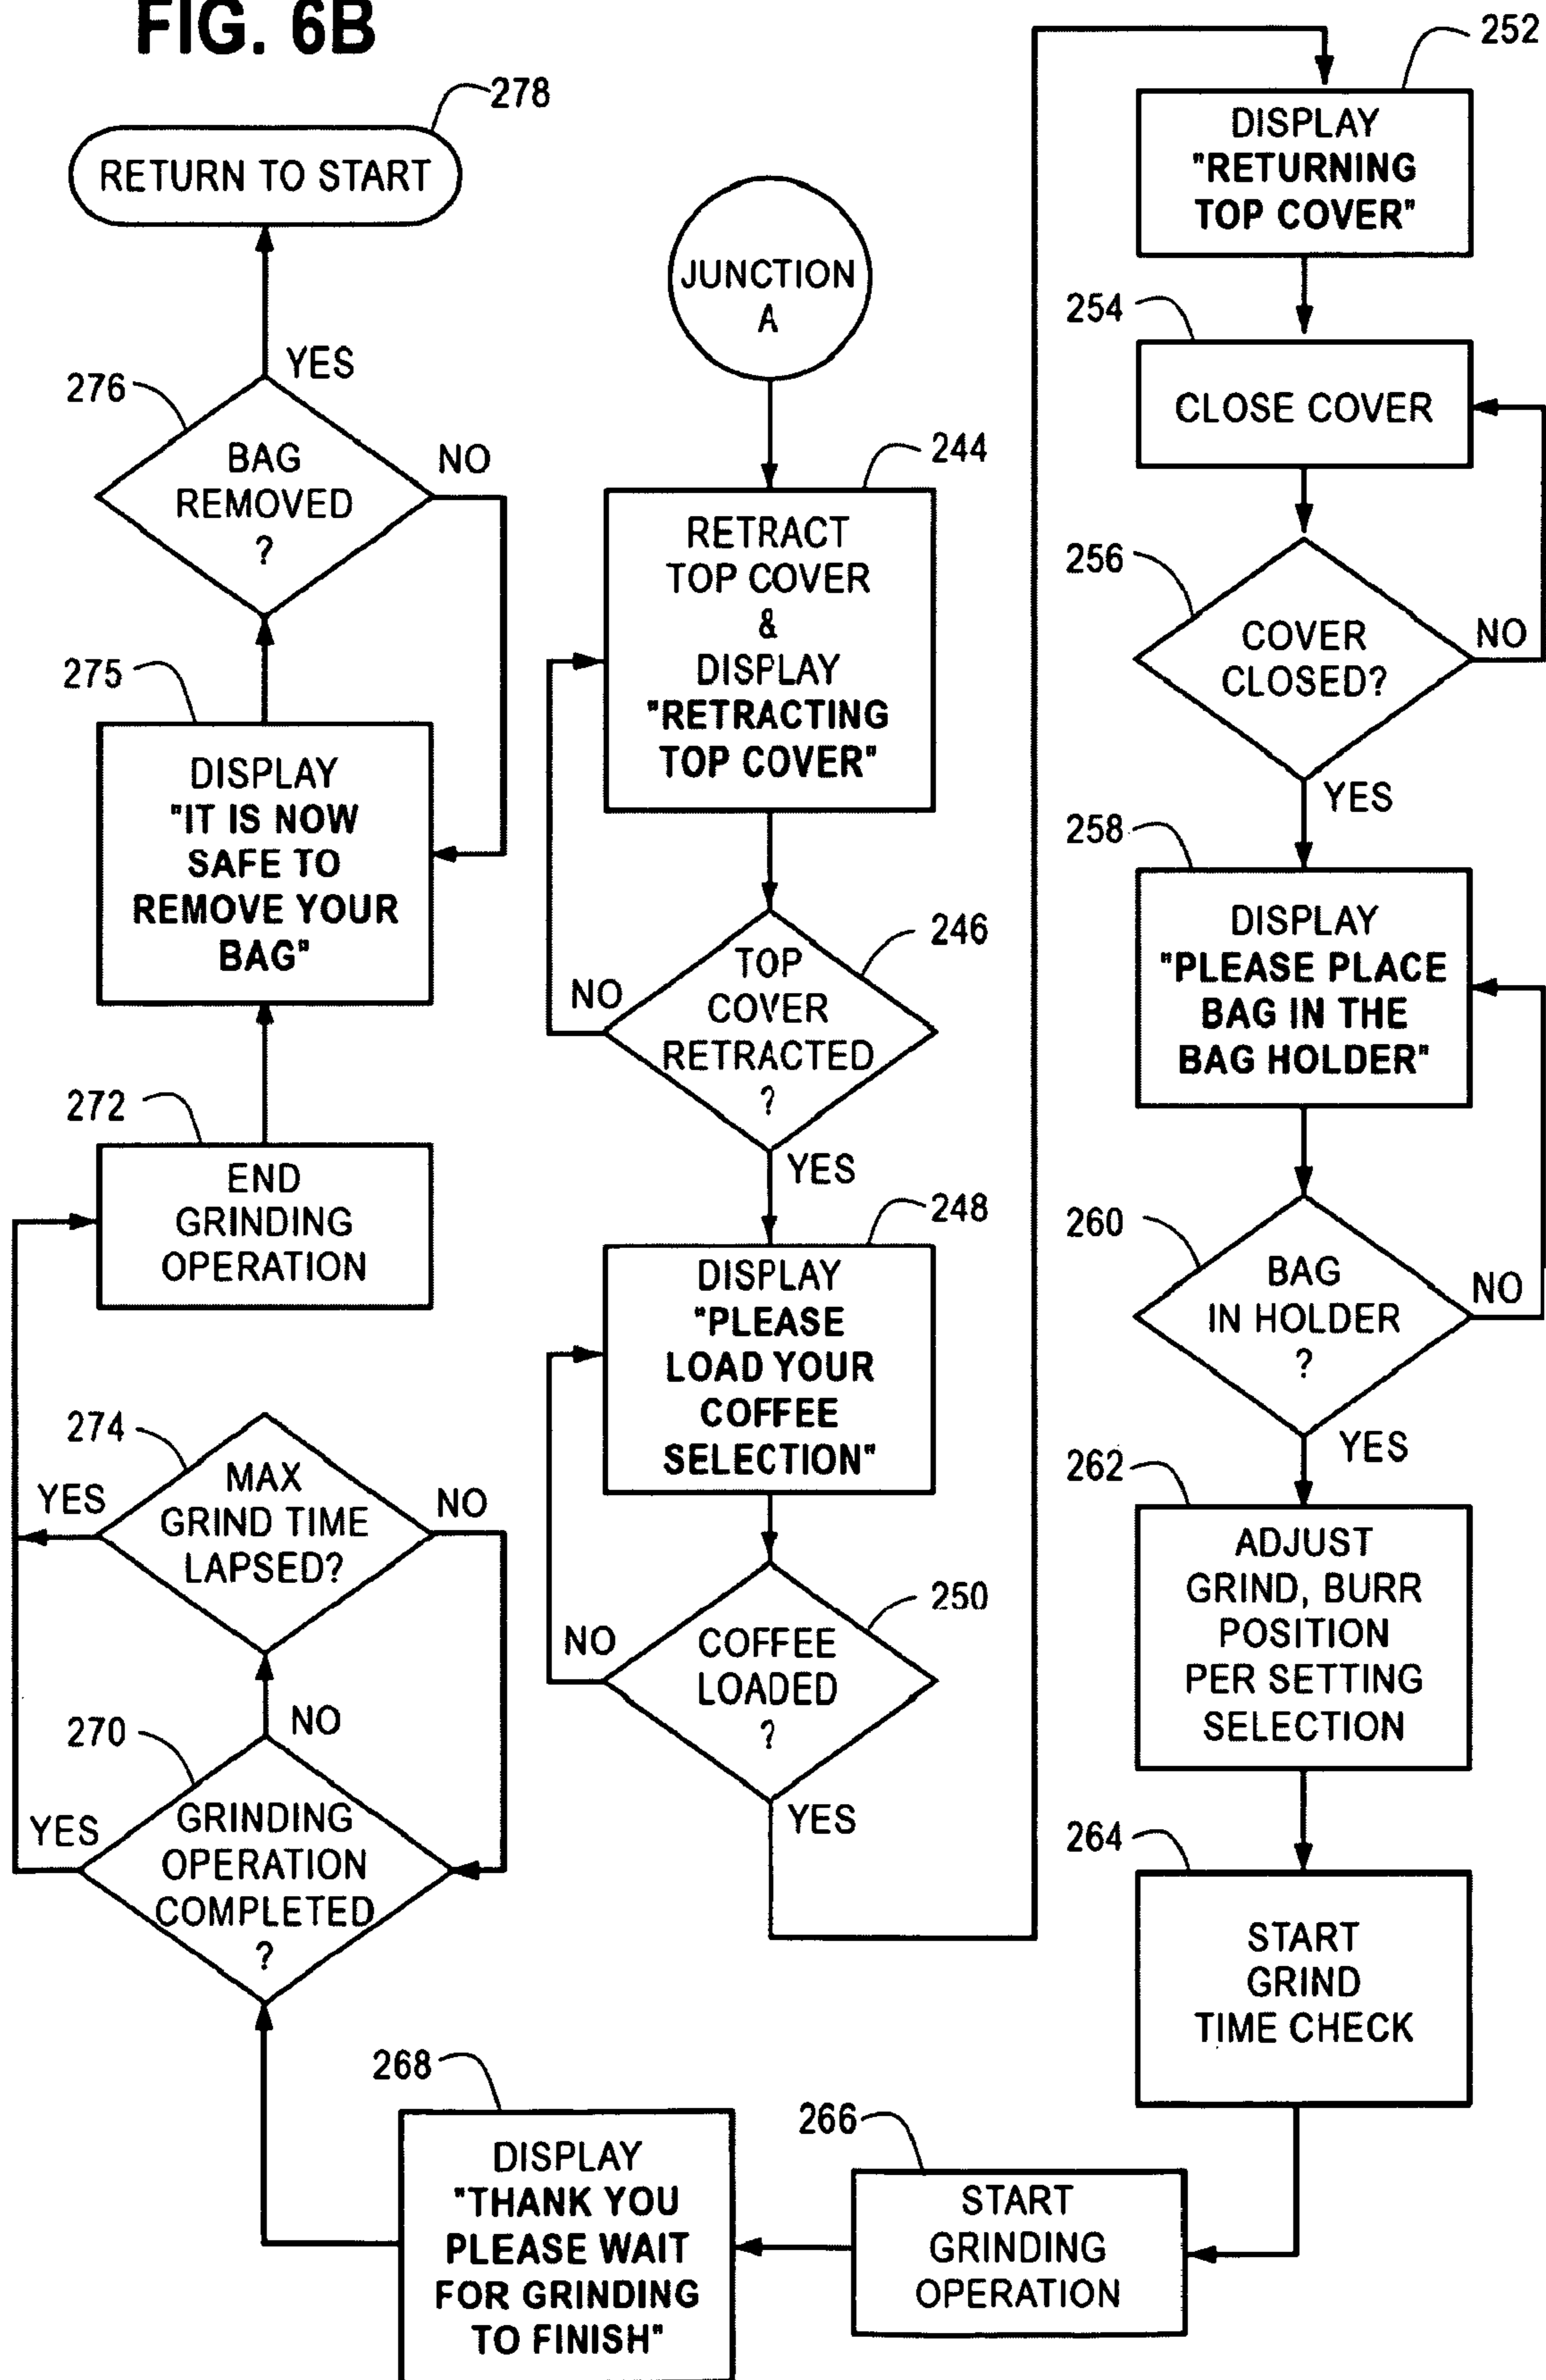 FIG. 6B
278
RETURN TO START
YES
276
BAG
REMOVED
?
NO
275
DISPLAY
"IT IS NOW
SAFE TO
REMOVE YOUR
BAG"
272
END
GRINDING
OPERATION
274
MAX
GRIND TIME
LAPSED?
YES
NO
270
NO
GRINDING
OPERATION
COMPLETED
?
YES
JUNCTION
A
244
RETRACT
TOP COVER
&
DISPLAY
"RETRACTING
TOP COVER"
246
TOP
COVER
RETRACTED
?
NO
YES
248
DISPLAY
"PLEASE
LOAD YOUR
COFFEE
SELECTION"
250
COFFEE
LOADED
?
NO
YES
252
DISPLAY
"RETURNING
TOP COVER"
254
CLOSE COVER
256
COVER
CLOSED?
NO
YES
258
DISPLAY
"PLEASE PLACE
BAG IN THE
BAG HOLDER"
260
BAG
IN HOLDER
?
NO
YES
262
ADJUST
GRIND, BURR
POSITION
PER SETTING
SELECTION
264
START
GRIND
TIME CHECK
266
START
GRINDING
OPERATION
268
DISPLAY
"THANK YOU
PLEASE WAIT
FOR GRINDING
TO FINISH"